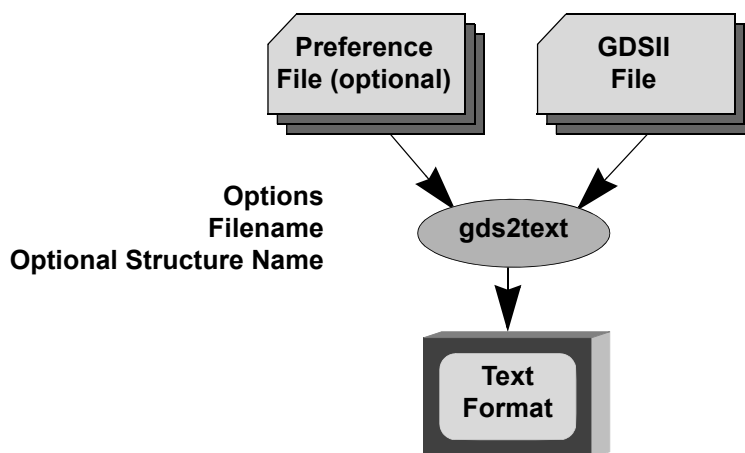 Preference
File (optional)
GDSII
File
Options
Filename
Optional Structure Name
gds2text
Text
Format